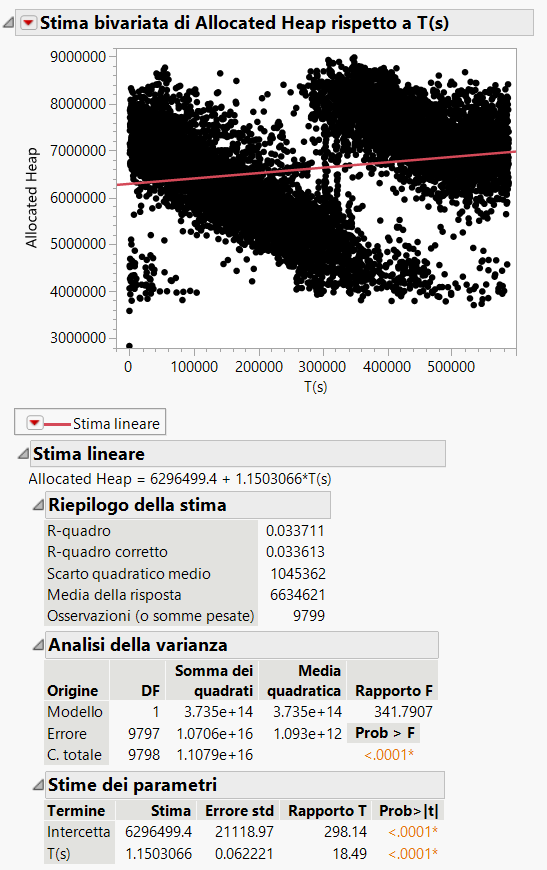 Stima bivariata di Allocated Heap rispetto a T(s)
9000000
8000000
7000000
6000000
5000000
4000000
3000000
Allocated Heap
0 100000 200000 300000 400000 500000
T(s)
Stima lineare
Stima lineare
Allocated Heap = 6296499.4 + 1.1503066*T(s)
Riepilogo della stima
R-quadro 0.033711
R-quadro corretto 0.033613
Scarto quadratico medio 1045362
Media della risposta 6634621
Osservazioni (o somme pesate) 9799
Analisi della varianza
Somma dei Media
Origine DF quadrati quadratica Rapporto F
Modello 1 3.735e+14 3.735e+14 341.7907
Errore 9797 1.0706e+16 1.093e+12 Prob > F
C. totale 9798 1.1079e+16 <.0001*
Stime dei parametri
Termine Stima Errore std Rapporto T Prob>|t|
Intercetta 6296499.4 21118.97 298.14 <.0001*
T(s) 1.1503066 0.062221 18.49 <.0001*